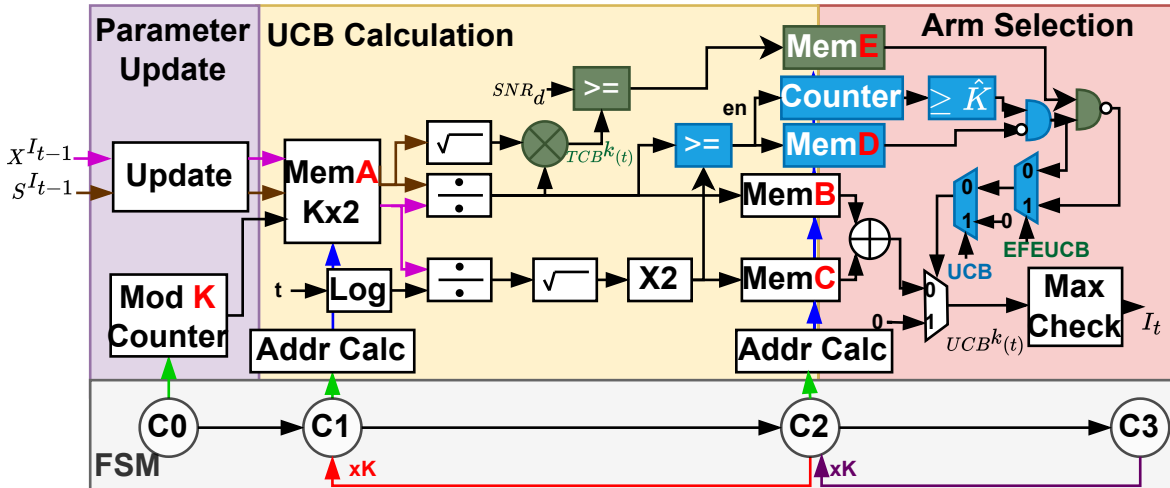 Parameter
Update
UCB Calculation
Arm Selection
X^{I_{t-1}}
S^{I_{t-1}}
Update
Mod K
Counter
MemA
Kx2
t
Log
Addr Calc
√
÷
÷
√
X2
SNR_d
>=
TCB^{k}(t)
>=
en
MemE
Counter
≥ K̂
MemD
MemB
MemC
Addr Calc
0
1
0
1
0
UCB
EFEUCB
0
1
0
UCB^{k}(t)
Max
Check
I_t
C0
C1
C2
C3
FSM
xK
xK